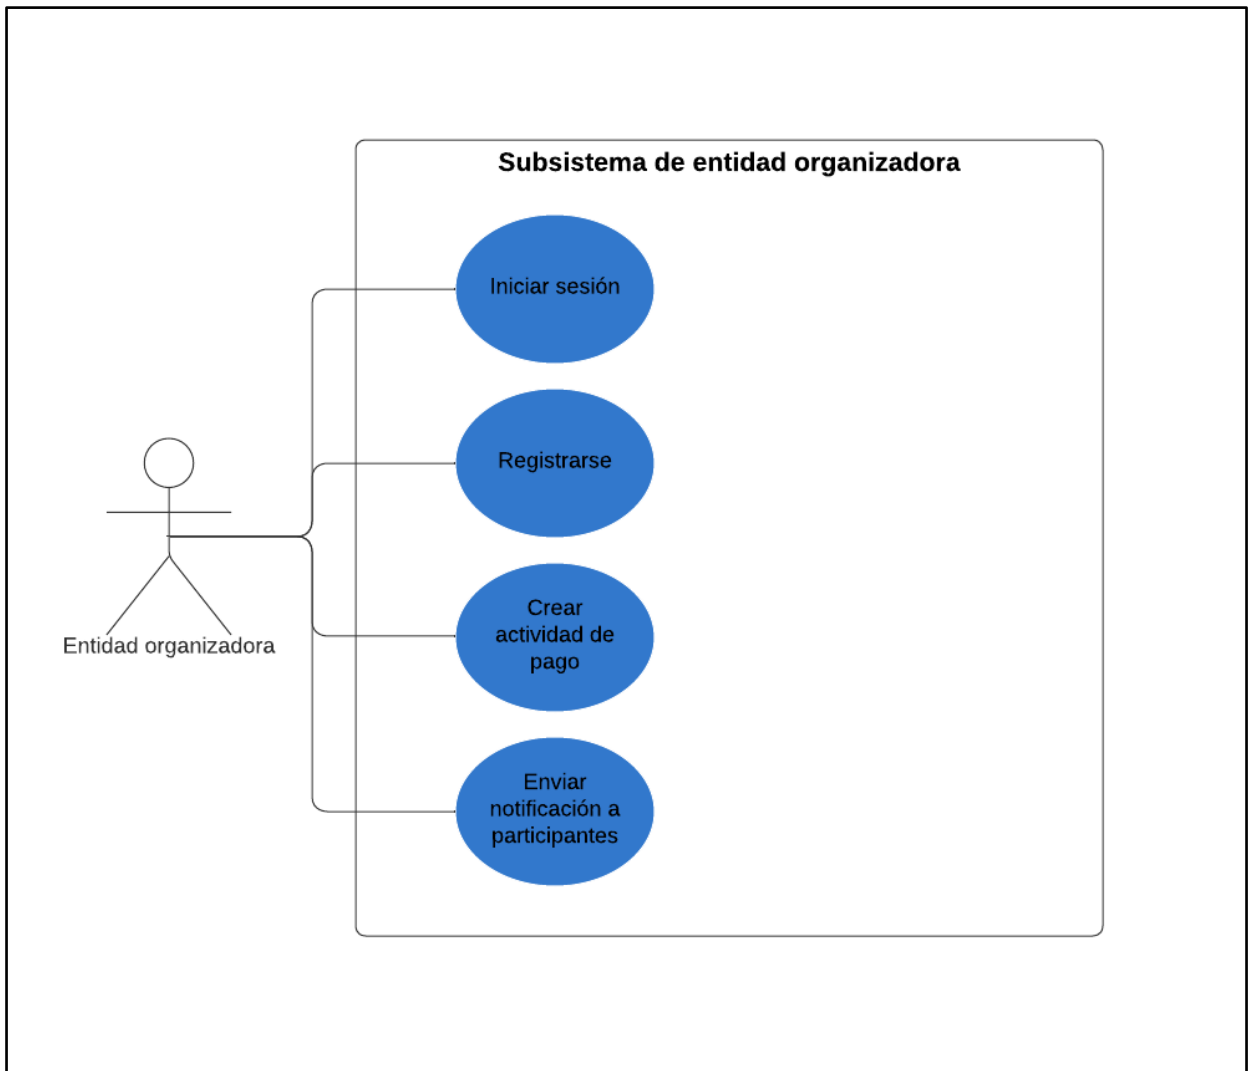 Subsistema de entidad organizadora
Iniciar sesión
Registrarse
Crear
actividad de
pago
Enviar
notificación a
participantes
Entidad organizadora